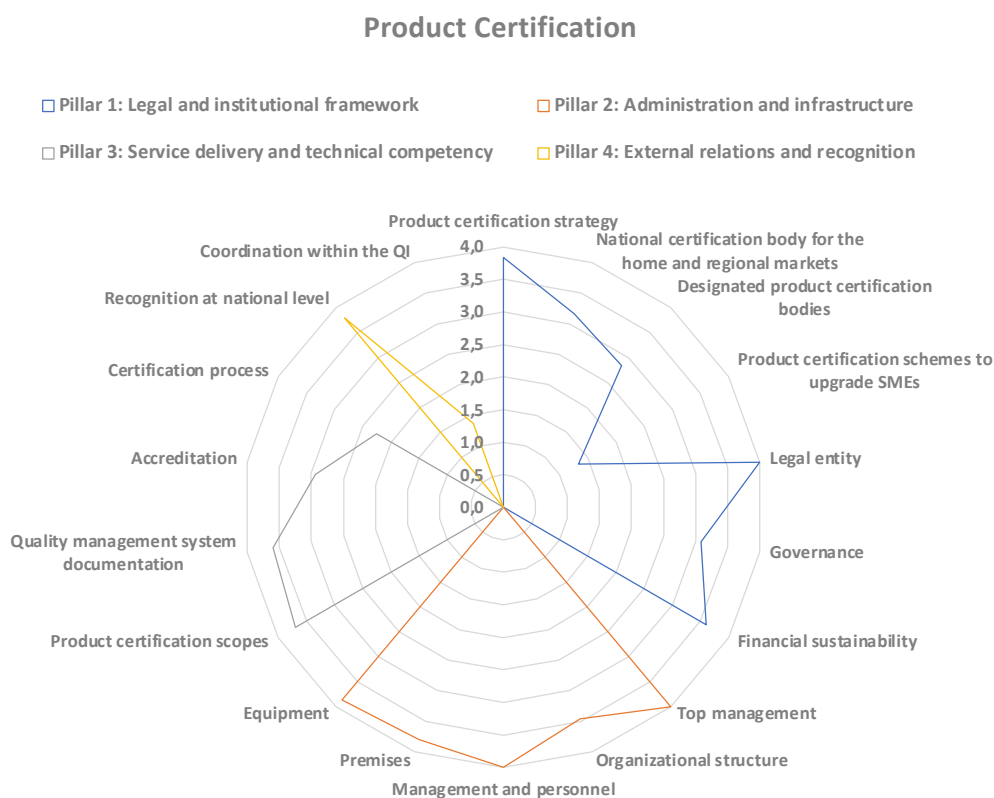 Product Certification
Pillar 1: Legal and institutional framework
Pillar 2: Administration and infrastructure
Pillar 3: Service delivery and technical competency
Pillar 4: External relations and recognition
Product certification strategy
National certification body for the
home and regional markets
Designated product certification
bodies
Product certification schemes to
upgrade SMEs
Legal entity
Governance
Financial sustainability
Top management
Organizational structure
Management and personnel
Premises
Equipment
Product certification scopes
Quality management system
documentation
Accreditation
Certification process
Recognition at national level
Coordination within the QI
4,0
3,5
3,0
2,5
2,0
1,5
1,0
0,5
0,0